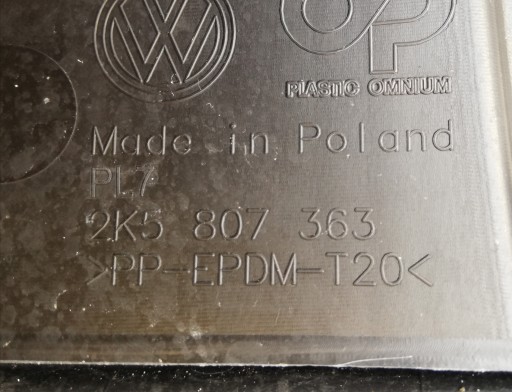 PLASTIC OMNIUM
Made in Poland
PL7
2K5 807 363
>PP-EPDM-T20<